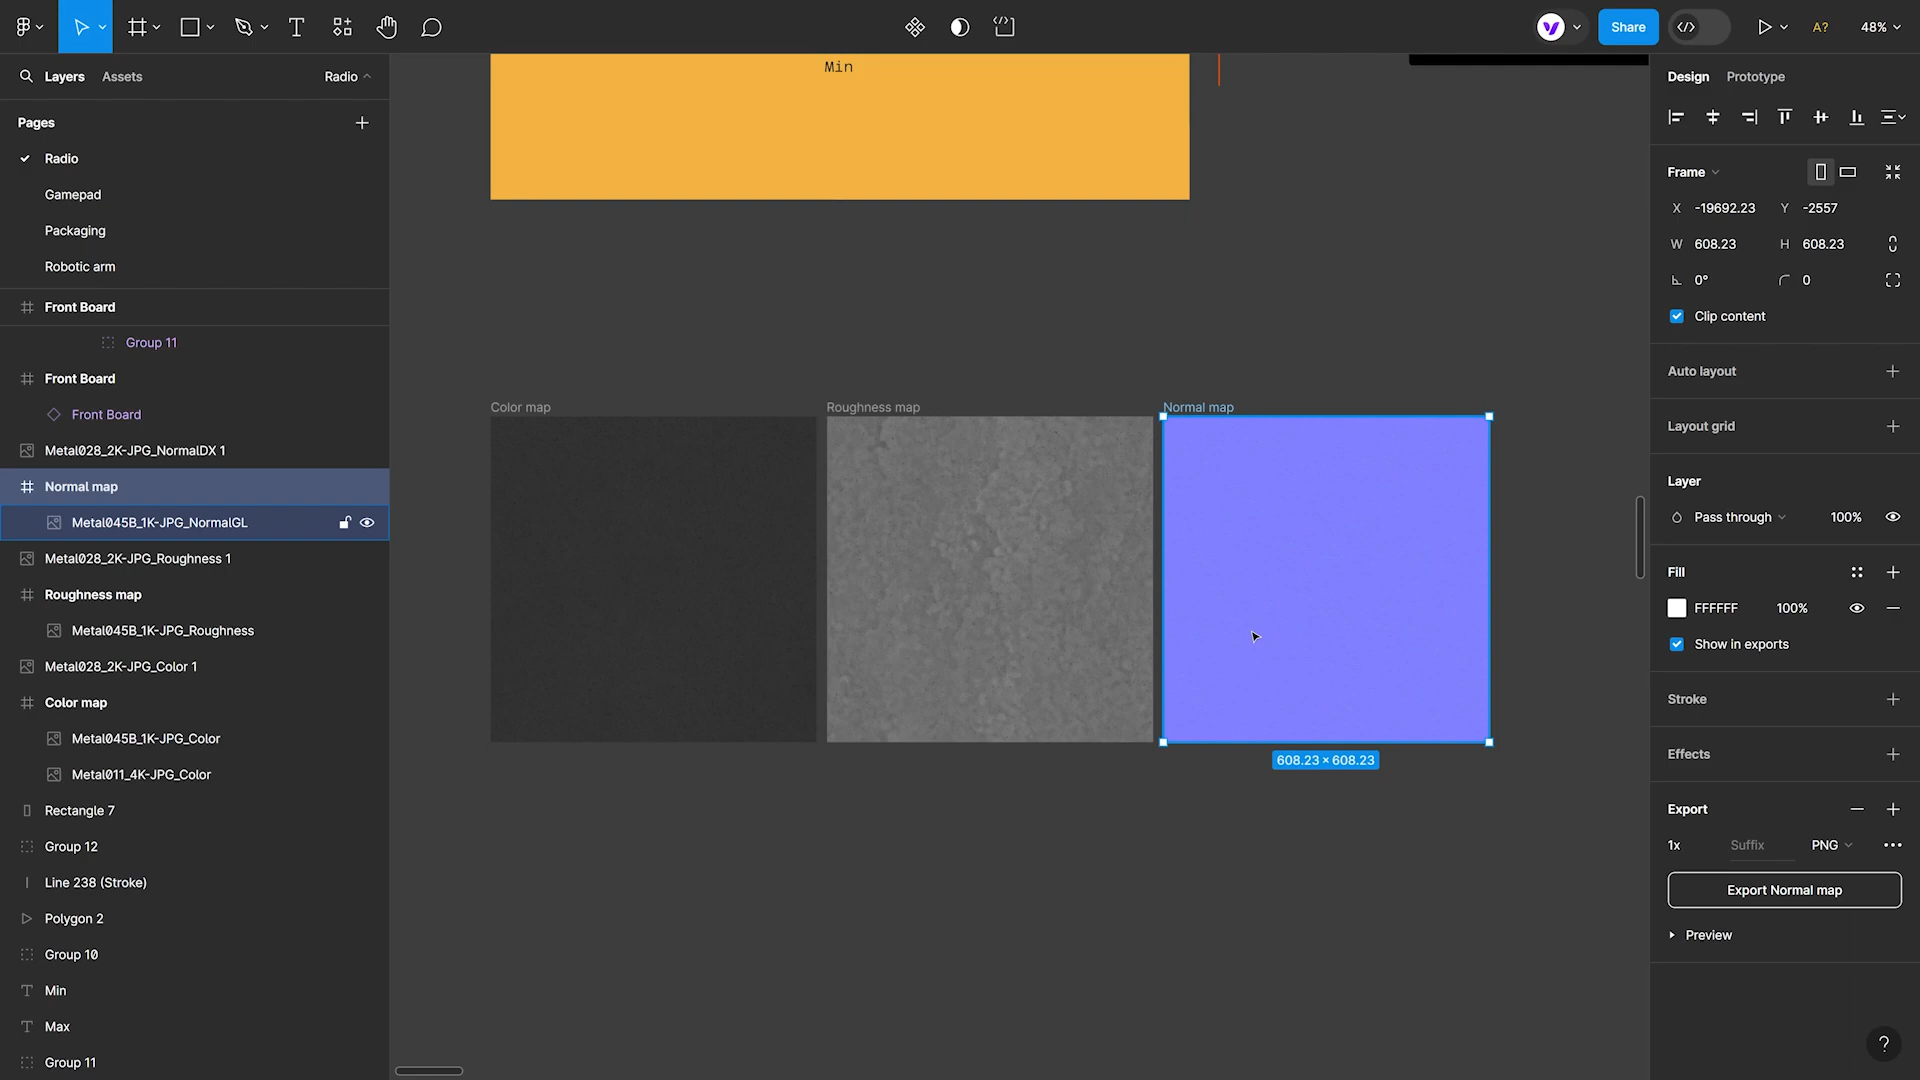 Share
A?
48%
Layers
Assets
Radio
Pages
Radio
Gamepad
Packaging
Robotic arm
Front Board
Group 11
Front Board
Front Board
Metal028_2K-JPG_NormalDX 1
Normal map
Metal045B_1K-JPG_NormalGL
Metal028_2K-JPG_Roughness 1
Roughness map
Metal045B_1K-JPG_Roughness
Metal028_2K-JPG_Color 1
Color map
Metal045B_1K-JPG_Color
Metal011_4K-JPG_Color
Rectangle 7
Group 12
Line 238 (Stroke)
Polygon 2
Group 10
Min
Max
Group 11
Min
Color map
Roughness map
Normal map
608.23 × 608.23
Design
Prototype
Frame
X -19692.23 Y -2557
W 608.23 H 608.23
0° 0
Clip content
Auto layout
Layout grid
Layer
Pass through 100%
Fill
FFFFFF 100%
Show in exports
Stroke
Effects
Export
1x Suffix PNG
Export Normal map
Preview
?